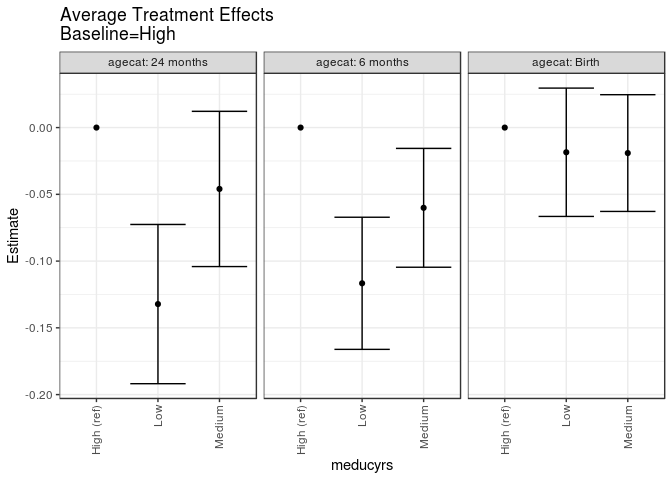 Average Treatment Effects
Baseline=High
agecat: 24 months
agecat: 6 months
agecat: Birth
0.00
-0.05
-0.10
-0.15
-0.20
Estimate
High (ref)
Low
Medium
High (ref)
Low
Medium
High (ref)
Low
Medium
meducyrs